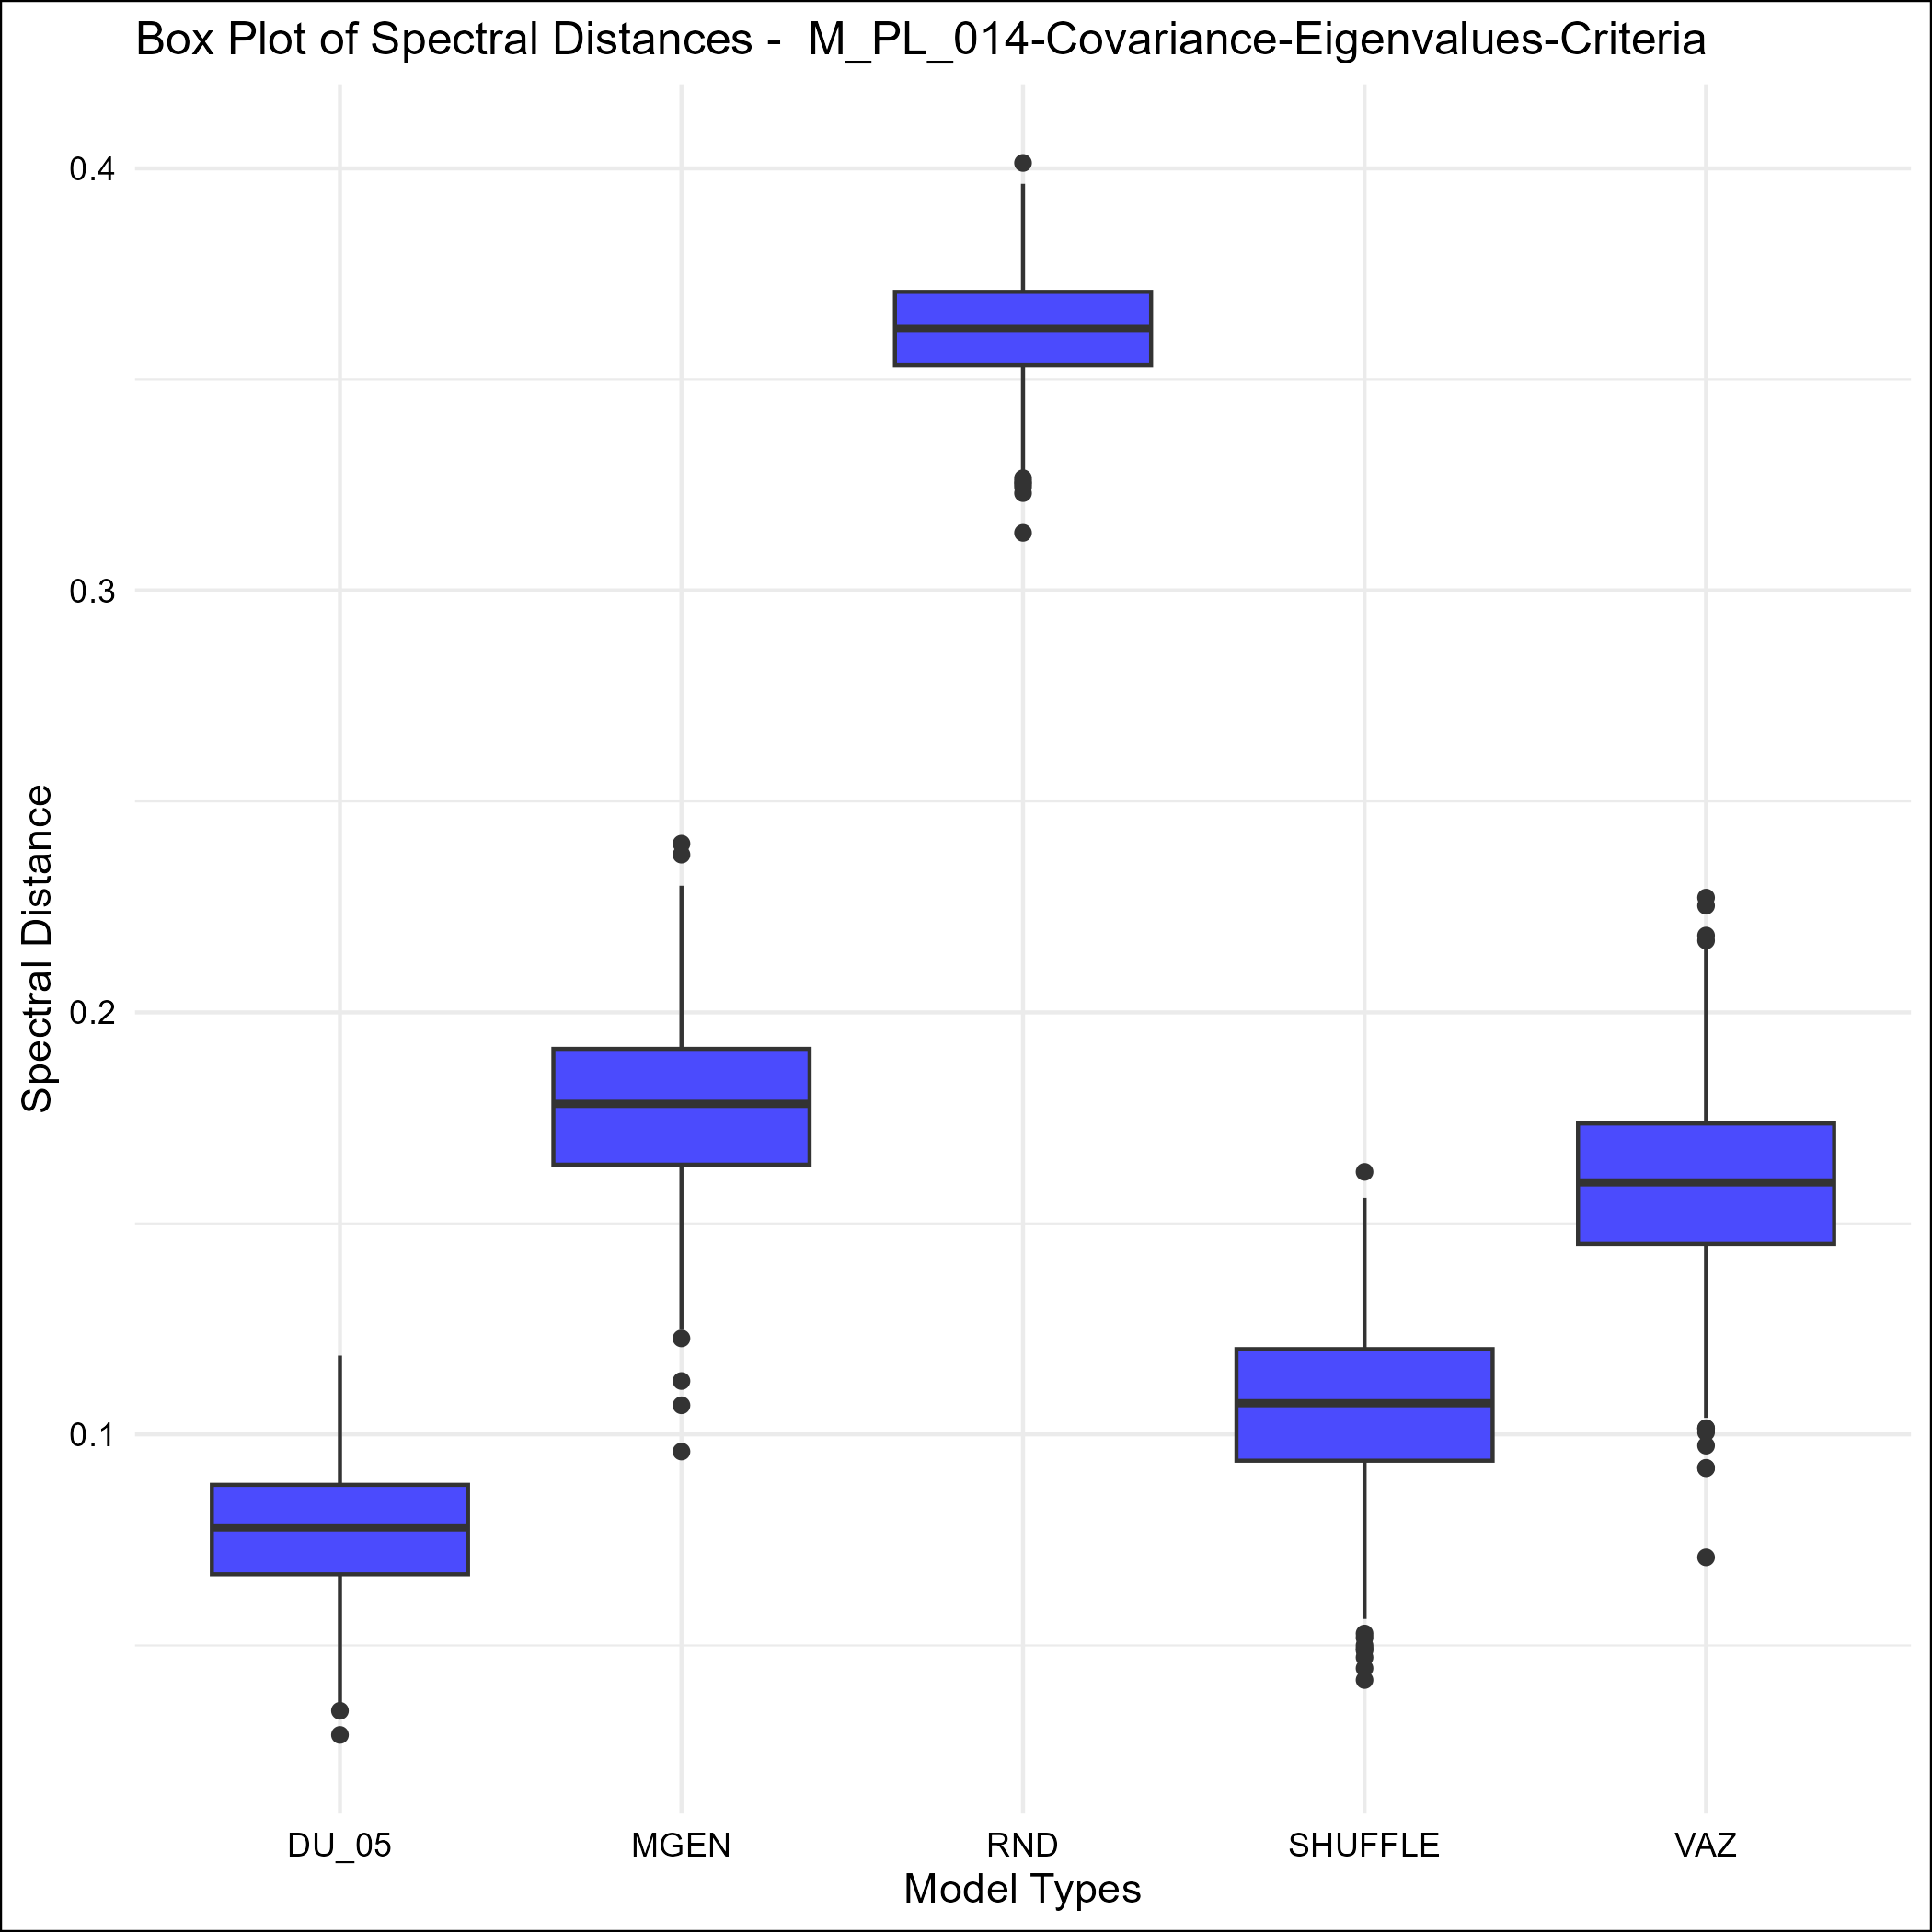 Box Plot of Spectral Distances -  M_PL_014-Covariance-Eigenvalues-Criteria
Spectral Distance
0.4
0.3
0.2
0.1
DU_05 MGEN RND SHUFFLE VAZ
Model Types